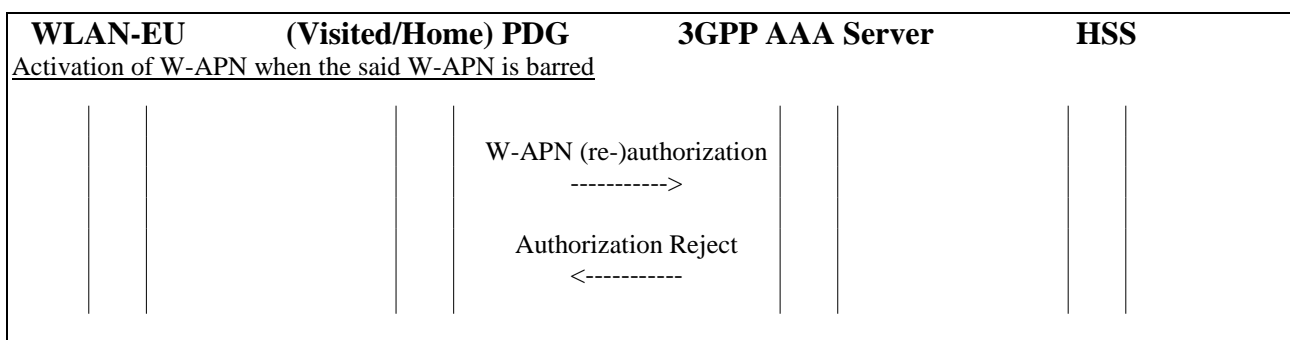 WLAN-EU (Visited/Home) PDG 3GPP AAA Server HSS
Activation of W-APN when the said W-APN is barred
W-APN (re-)authorization
----------->
Authorization Reject
<-----------